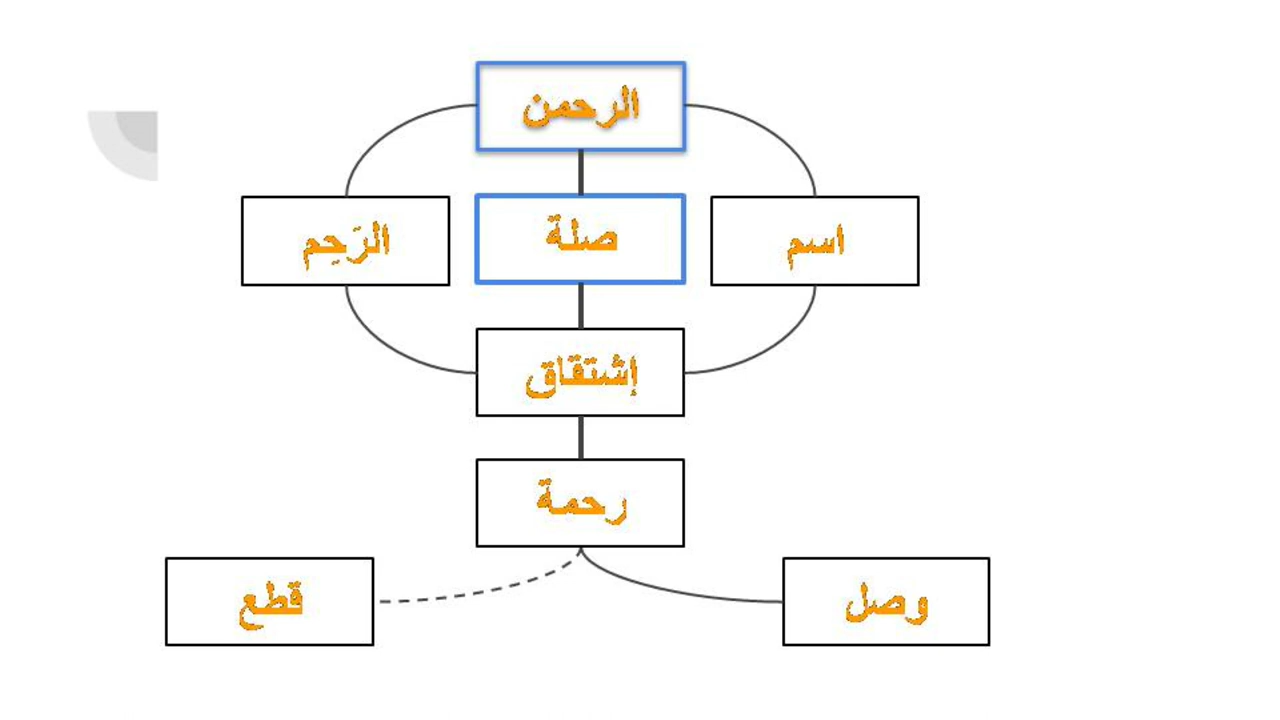 الرحمن
اسم
صلة
الرَحِم
إشتقاق
رحمة
وصل
قطع